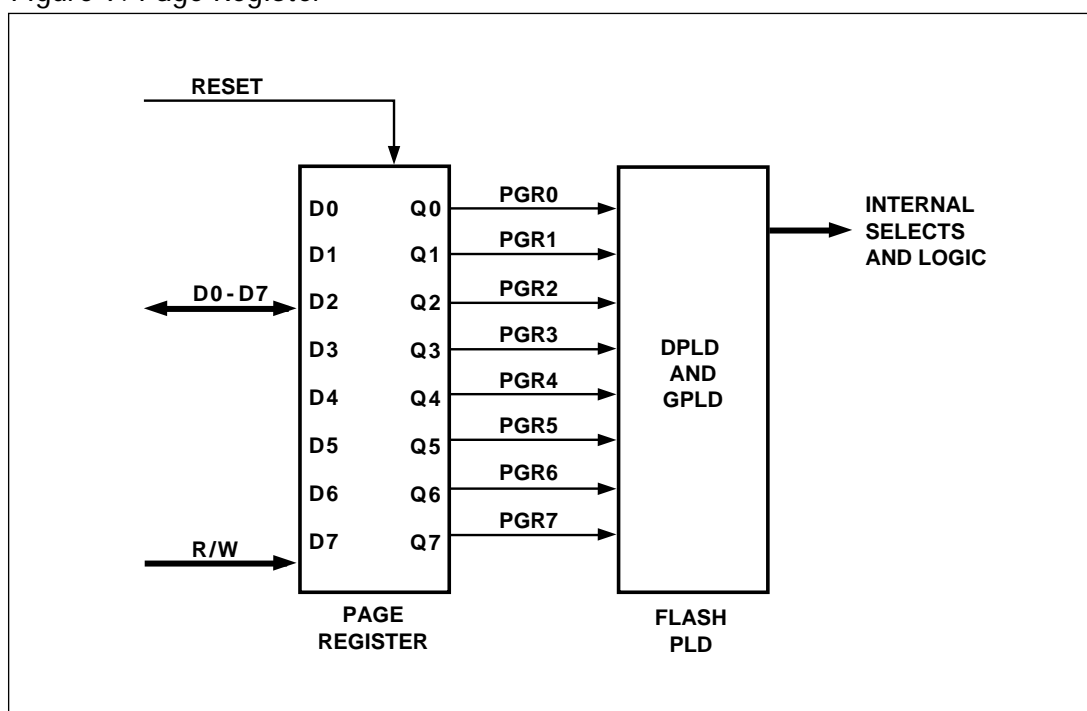 Page Register
RESET
D0 Q0 PGR0
D1 Q1 PGR1
D0-D7 D2 Q2 PGR2
D3 Q3 PGR3
D4 Q4 PGR4
D5 Q5 PGR5
D6 Q6 PGR6
R/W D7 Q7 PGR7
DPLD
AND
GPLD
INTERNAL
SELECTS
AND LOGIC
PAGE
REGISTER
FLASH
PLD